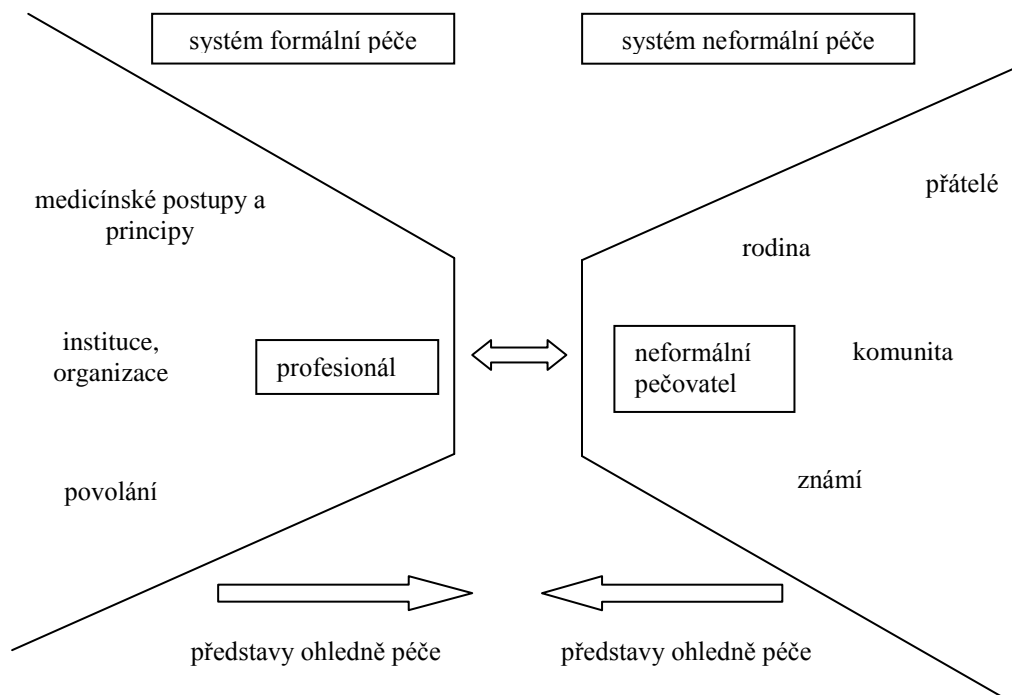 systém formální péče
systém neformální péče
medicínské postupy a
principy
přátelé
rodina
instituce,
organizace
profesionál
neformální
pečovatel
komunita
povolání
známí
představy ohledně péče
představy ohledně péče